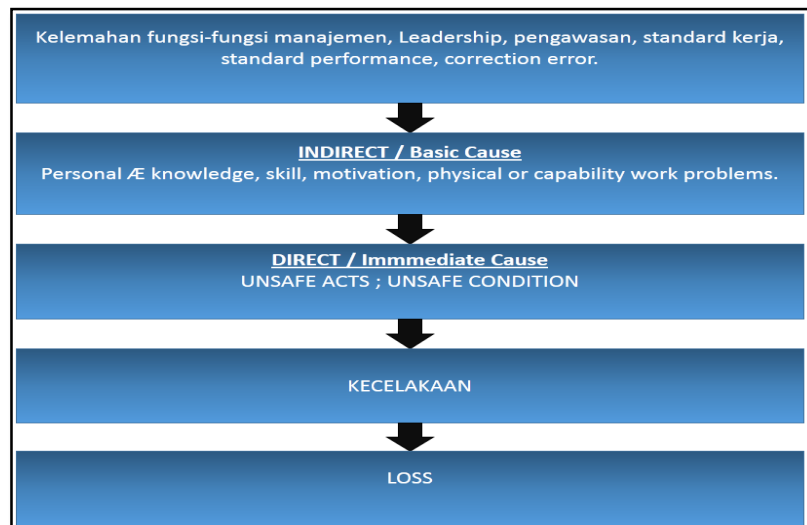 Kelemahan fungsi-fungsi manajemen, Leadership, pengawasan, standard kerja,
standard performance, correction error.
INDIRECT / Basic Cause
Personal Æ knowledge, skill, motivation, physical or capability work problems.
DIRECT / Immmediate Cause
UNSAFE ACTS ; UNSAFE CONDITION
KECELAKAAN
LOSS